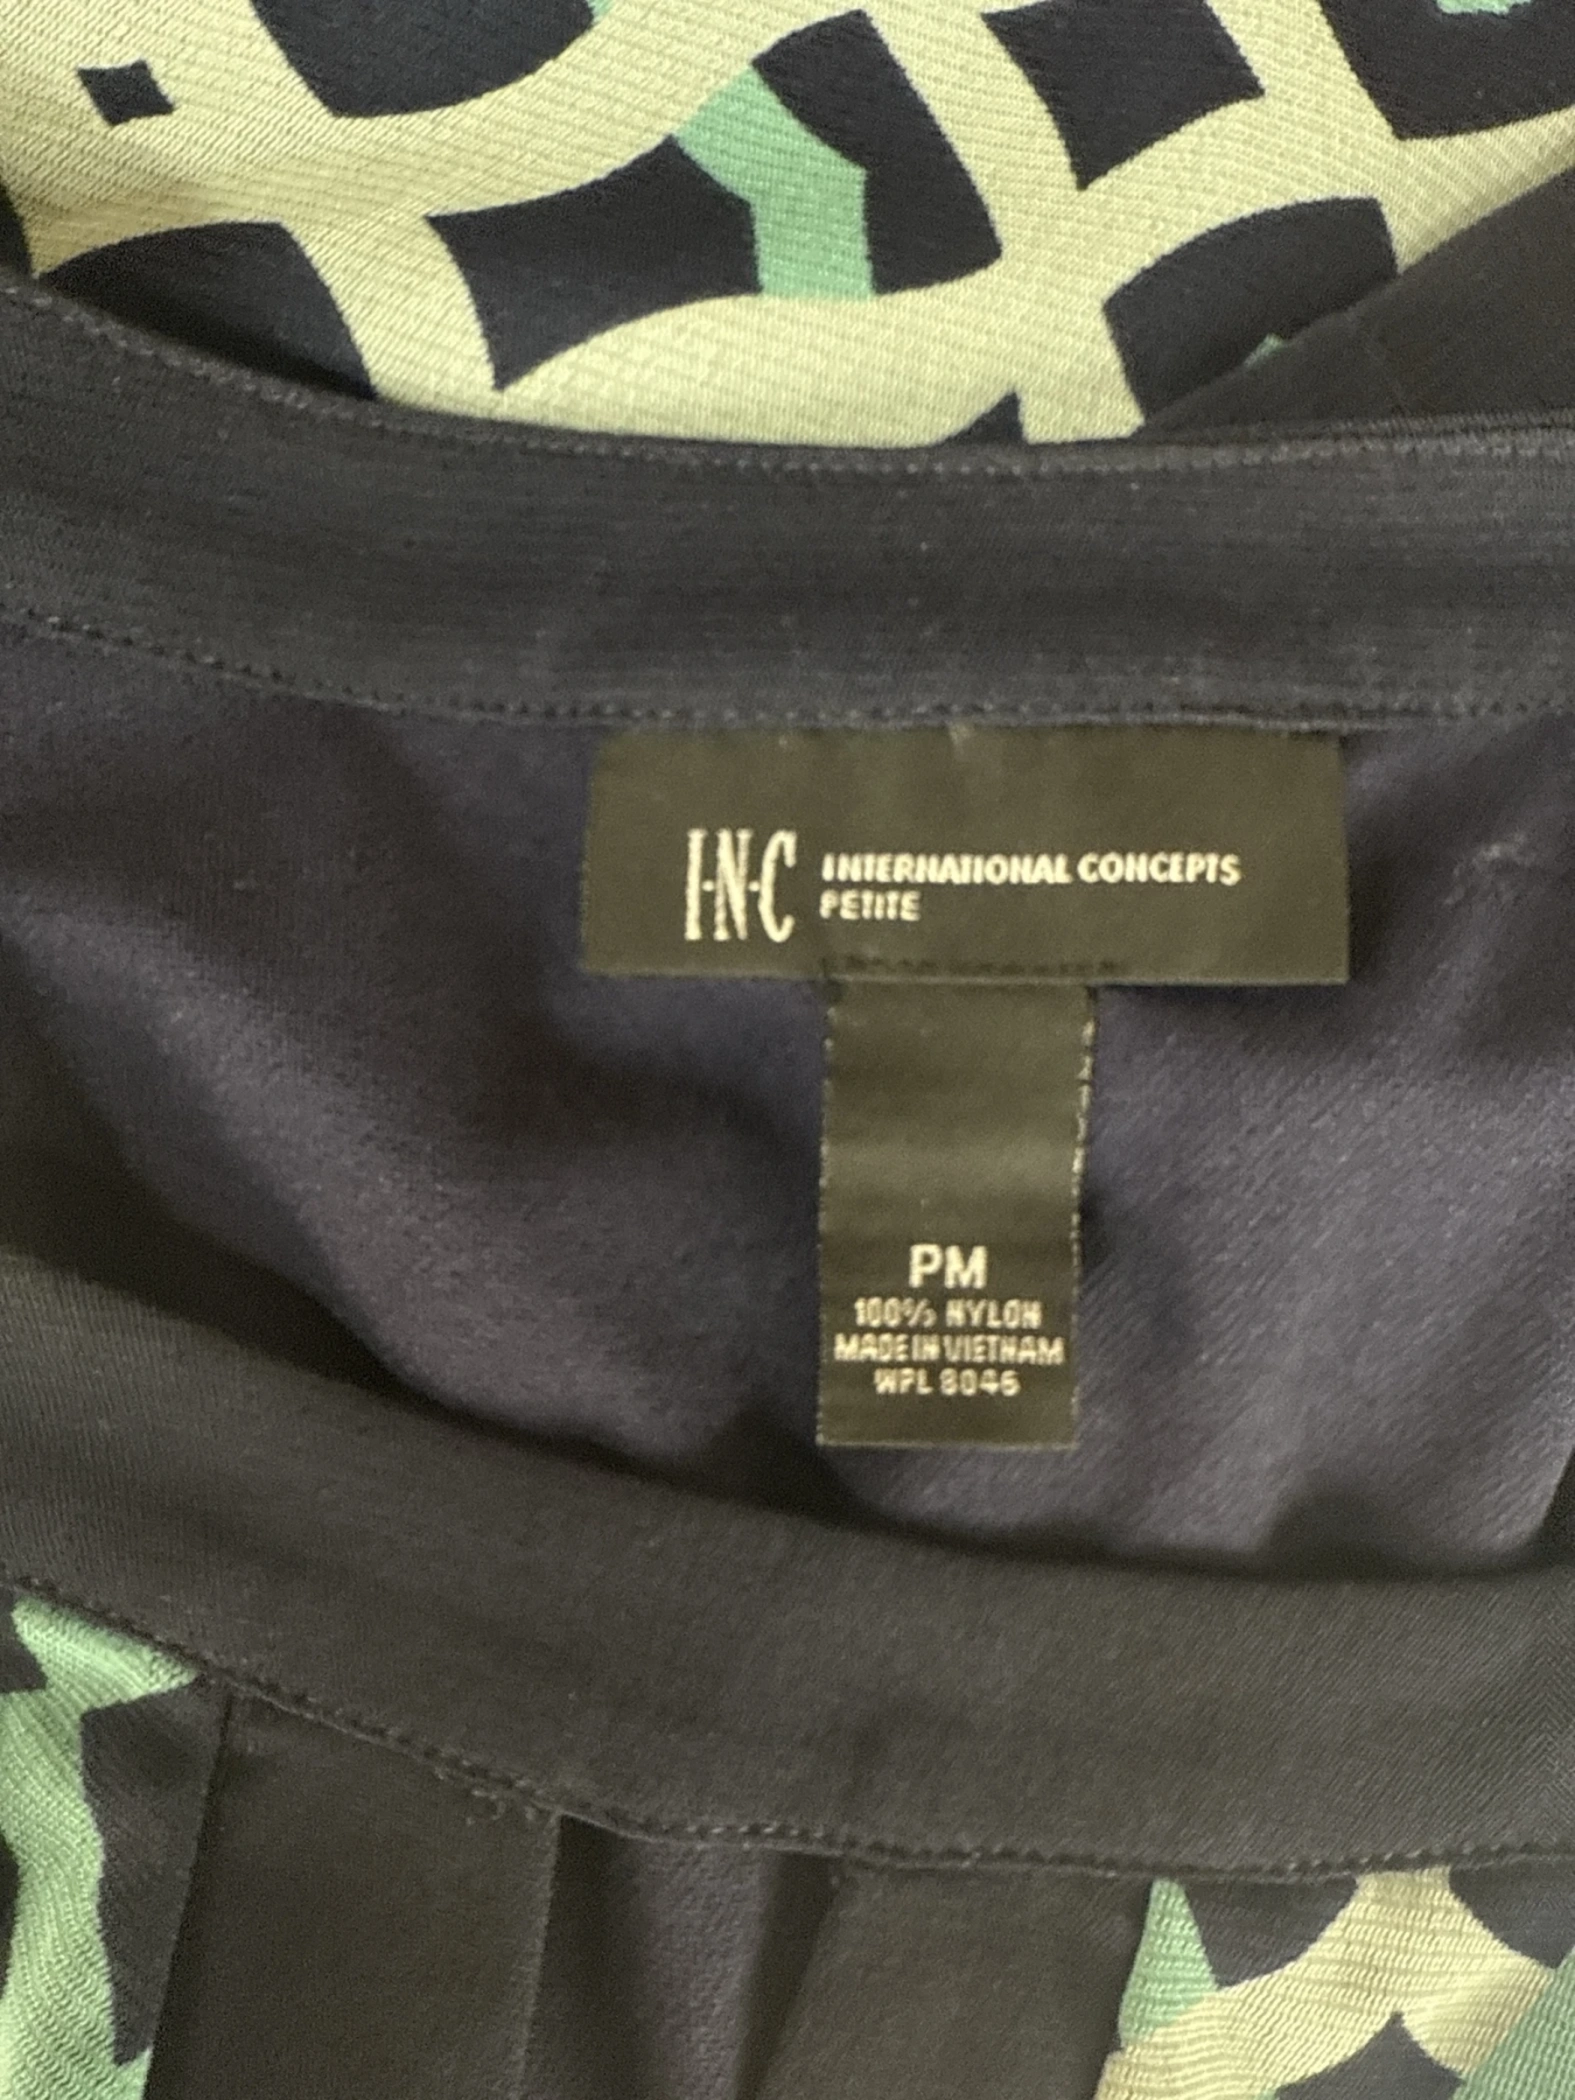 I·N·C INTERNATIONAL CONCEPTS
PETITE
PM
100% NYLON
MADE IN VIETNAM
WPL 8046